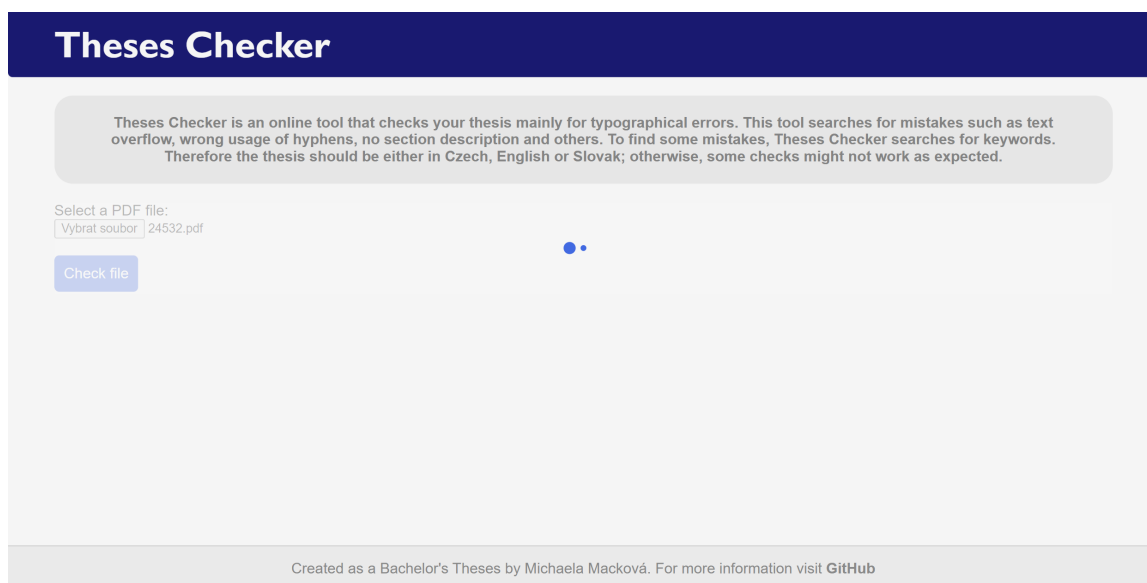 Theses Checker
Theses Checker is an online tool that checks your thesis mainly for typographical errors. This tool searches for mistakes such as text
overflow, wrong usage of hyphens, no section description and others. To find some mistakes, Theses Checker searches for keywords.
Therefore the thesis should be either in Czech, English or Slovak; otherwise, some checks might not work as expected.
Select a PDF file:
Vybrat soubor 24532.pdf
Check file
Created as a Bachelor's Theses by Michaela Macková. For more information visit GitHub